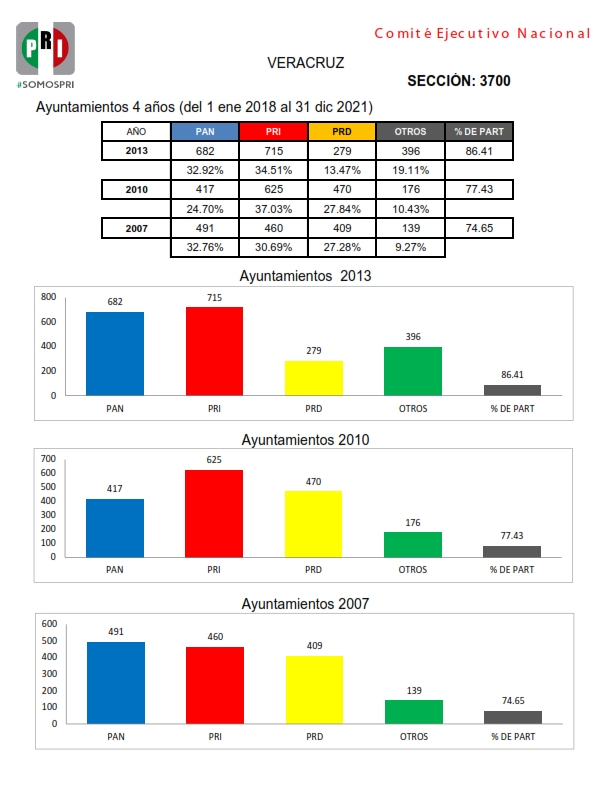 Comité Ejecutivo Nacional
PRI
#SOMOSPRI
VERACRUZ
SECCIÓN: 3700
Ayuntamientos 4 años (del 1 ene 2018 al 31 dic 2021)
AÑO PAN PRI PRD OTROS % DE PART
2013 682 715 279 396 86.41
32.92% 34.51% 13.47% 19.11%
2010 417 625 470 176 77.43
24.70% 37.03% 27.84% 10.43%
2007 491 460 409 139 74.65
32.76% 30.69% 27.28% 9.27%
Ayuntamientos 2013
800
600
400
200
0
682 715 279 396 86.41
PAN PRI PRD OTROS % DE PART
Ayuntamientos 2010
700
600
500
400
300
200
100
0
417 625 470 176 77.43
PAN PRI PRD OTROS % DE PART
Ayuntamientos 2007
600
500
400
300
200
100
0
491 460 409 139 74.65
PAN PRI PRD OTROS % DE PART